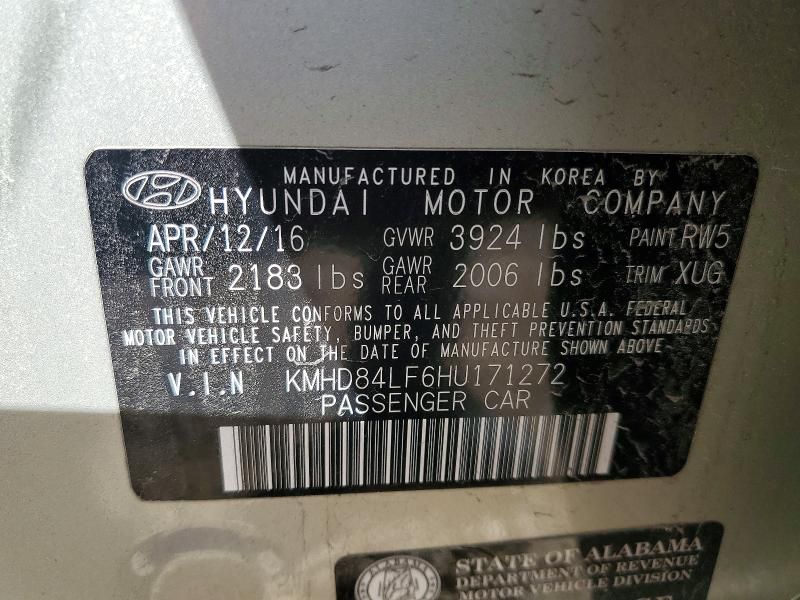 MANUFACTURED IN KOREA BY
HYUNDAI MOTOR COMPANY
APR/12/16 GVWR 3924 lbs PAINT RW5
GAWR FRONT 2183 lbs GAWR REAR 2006 lbs TRIM XUG
THIS VEHICLE CONFORMS TO ALL APPLICABLE U.S.A. FEDERAL
MOTOR VEHICLE SAFETY, BUMPER, AND THEFT PREVENTION STANDARDS
IN EFFECT ON THE DATE OF MANUFACTURE SHOWN ABOVE
V.I.N KMHD84LF6HU171272
PASSENGER CAR
STATE OF ALABAMA
DEPARTMENT OF REVENUE
MOTOR VEHICLE DIVISION
ALABAMA